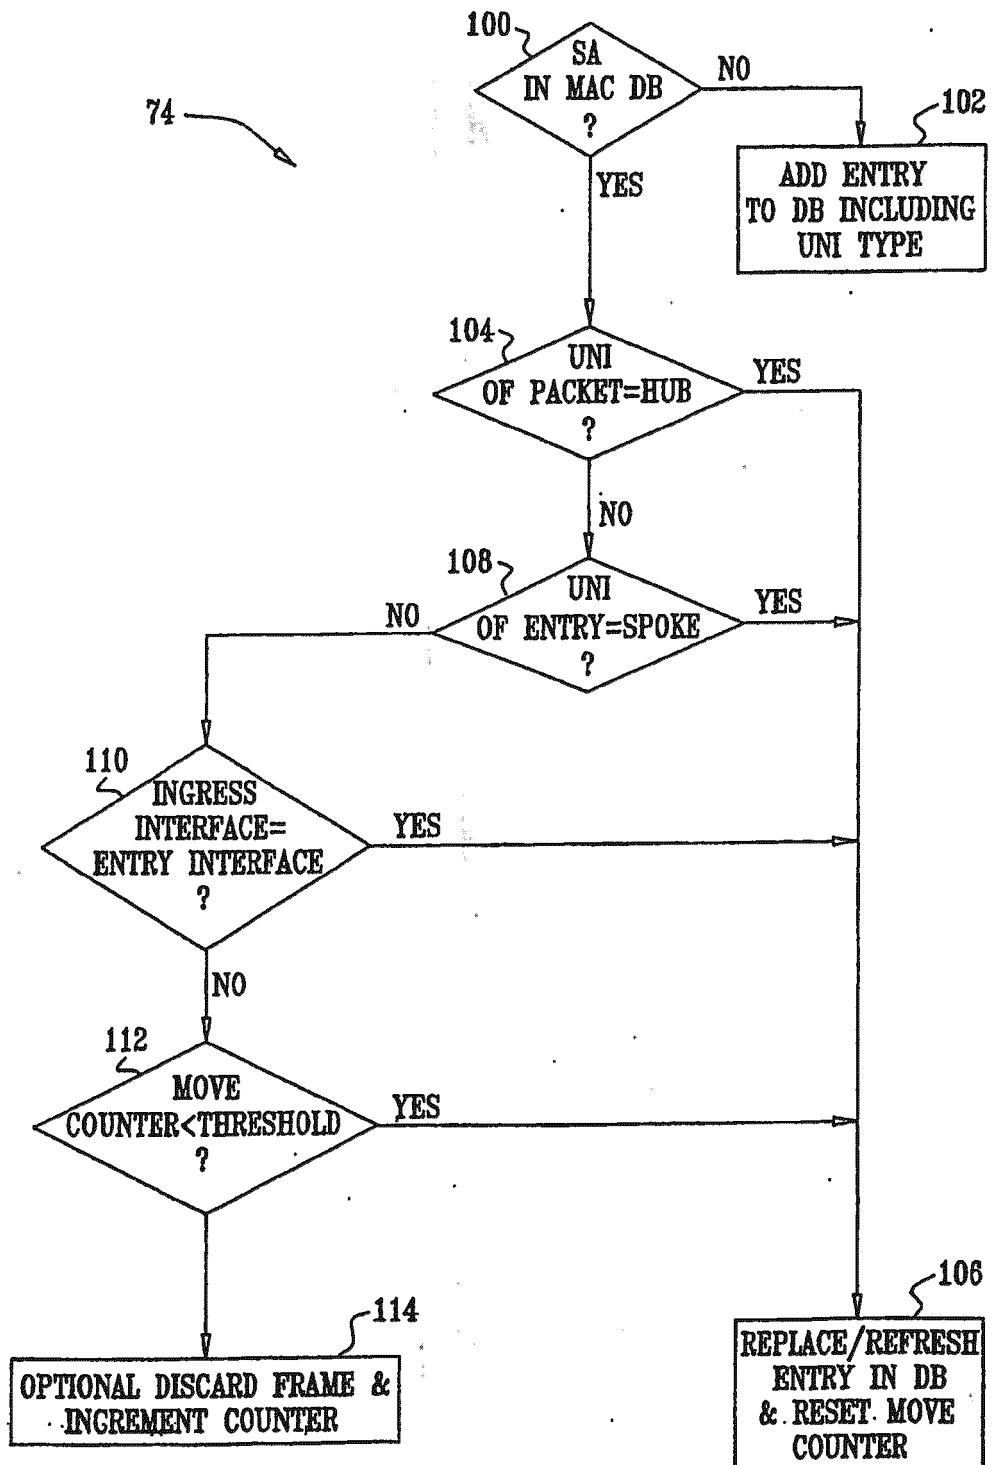 100
SA
IN MAC DB
?
NO
74
102
ADD ENTRY
TO DB INCLUDING
UNI TYPE
YES
104
UNI
OF PACKET=HUB
?
YES
NO
108
UNI
OF ENTRY=SPOKE
?
YES
NO
110
INGRESS
INTERFACE=
ENTRY INTERFACE
?
YES
NO
112
MOVE
COUNTER<THRESHOLD
?
YES
114
OPTIONAL DISCARD FRAME &
INCREMENT COUNTER
106
REPLACE/REFRESH
ENTRY IN DB
& RESET MOVE
COUNTER